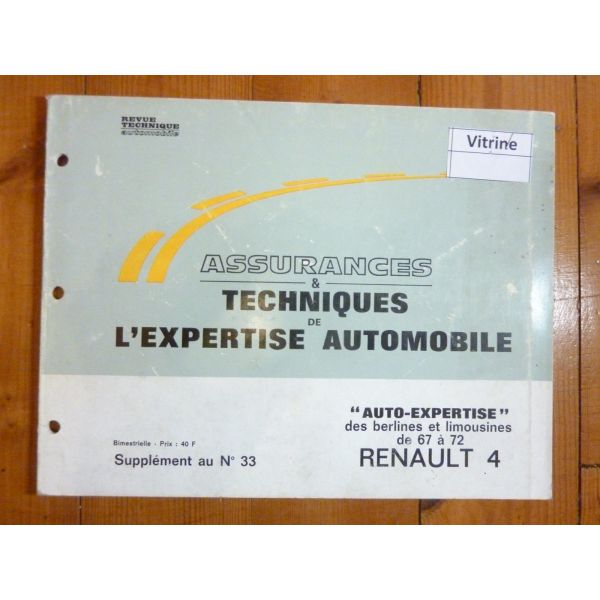 REVUE
TECHNIQUE
automobile
Vitrine
ASSURANCES
&
TECHNIQUES
DE
L'EXPERTISE AUTOMOBILE
"AUTO-EXPERTISE"
des berlines et limousines
de 67 à 72
RENAULT 4
Bimestrielle - Prix : 40 F
Supplément au N° 33